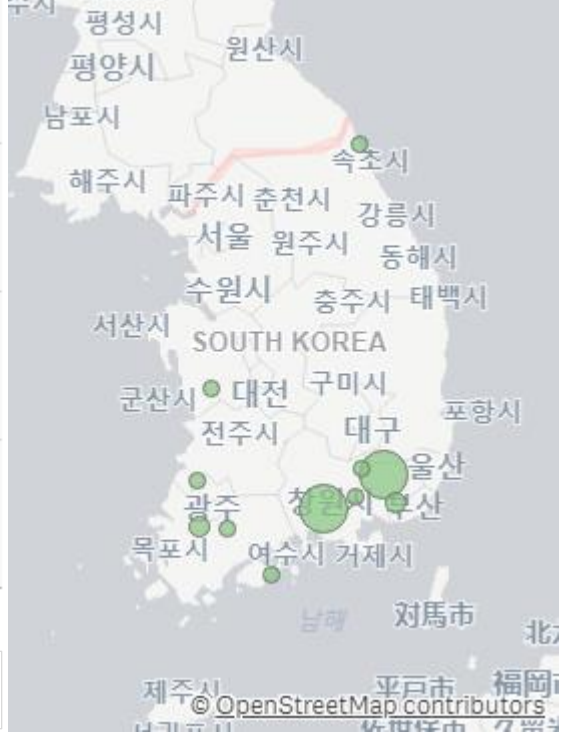 평성시
원산시
평양시
남포시
속초시
해주시
파주시 춘천시
강릉시
서울 원주시
동해시
수원시
충주시 태백시
서산시
SOUTH KOREA
구미시
군산시 대전
포항시
전주시 대구
울산
광주 창원시 부산
목포시 여수시 거제시
남해 対馬市
제주시 平戸市 福岡市
© OpenStreetMap contributors